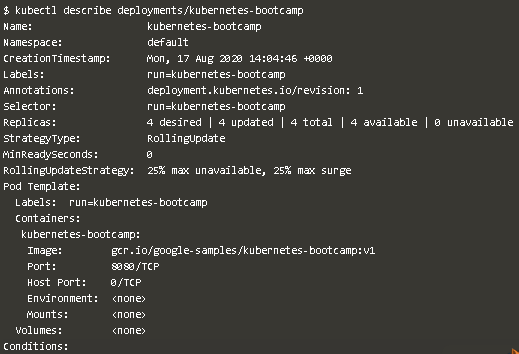 $ kubectl describe deployments/kubernetes-bootcamp
Name:                   kubernetes-bootcamp
Namespace:              default
CreationTimestamp:      Mon, 17 Aug 2020 14:04:46 +0000
Labels:                 run=kubernetes-bootcamp
Annotations:            deployment.kubernetes.io/revision: 1
Selector:               run=kubernetes-bootcamp
Replicas:               4 desired | 4 updated | 4 total | 4 available | 0 unavailable
StrategyType:           RollingUpdate
MinReadySeconds:        0
RollingUpdateStrategy:  25% max unavailable, 25% max surge
Pod Template:
  Labels:  run=kubernetes-bootcamp
  Containers:
   kubernetes-bootcamp:
    Image:        gcr.io/google-samples/kubernetes-bootcamp:v1
    Port:         8080/TCP
    Host Port:    0/TCP
    Environment:  <none>
    Mounts:       <none>
  Volumes:        <none>
Conditions: